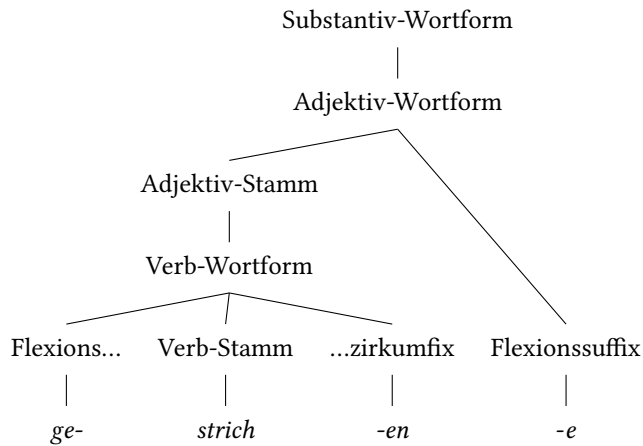 Substantiv-Wortform
Adjektiv-Wortform
Adjektiv-Stamm
Verb-Wortform
Flexions... Verb-Stamm ...zirkumfix Flexionssuffix
ge- strich -en -e